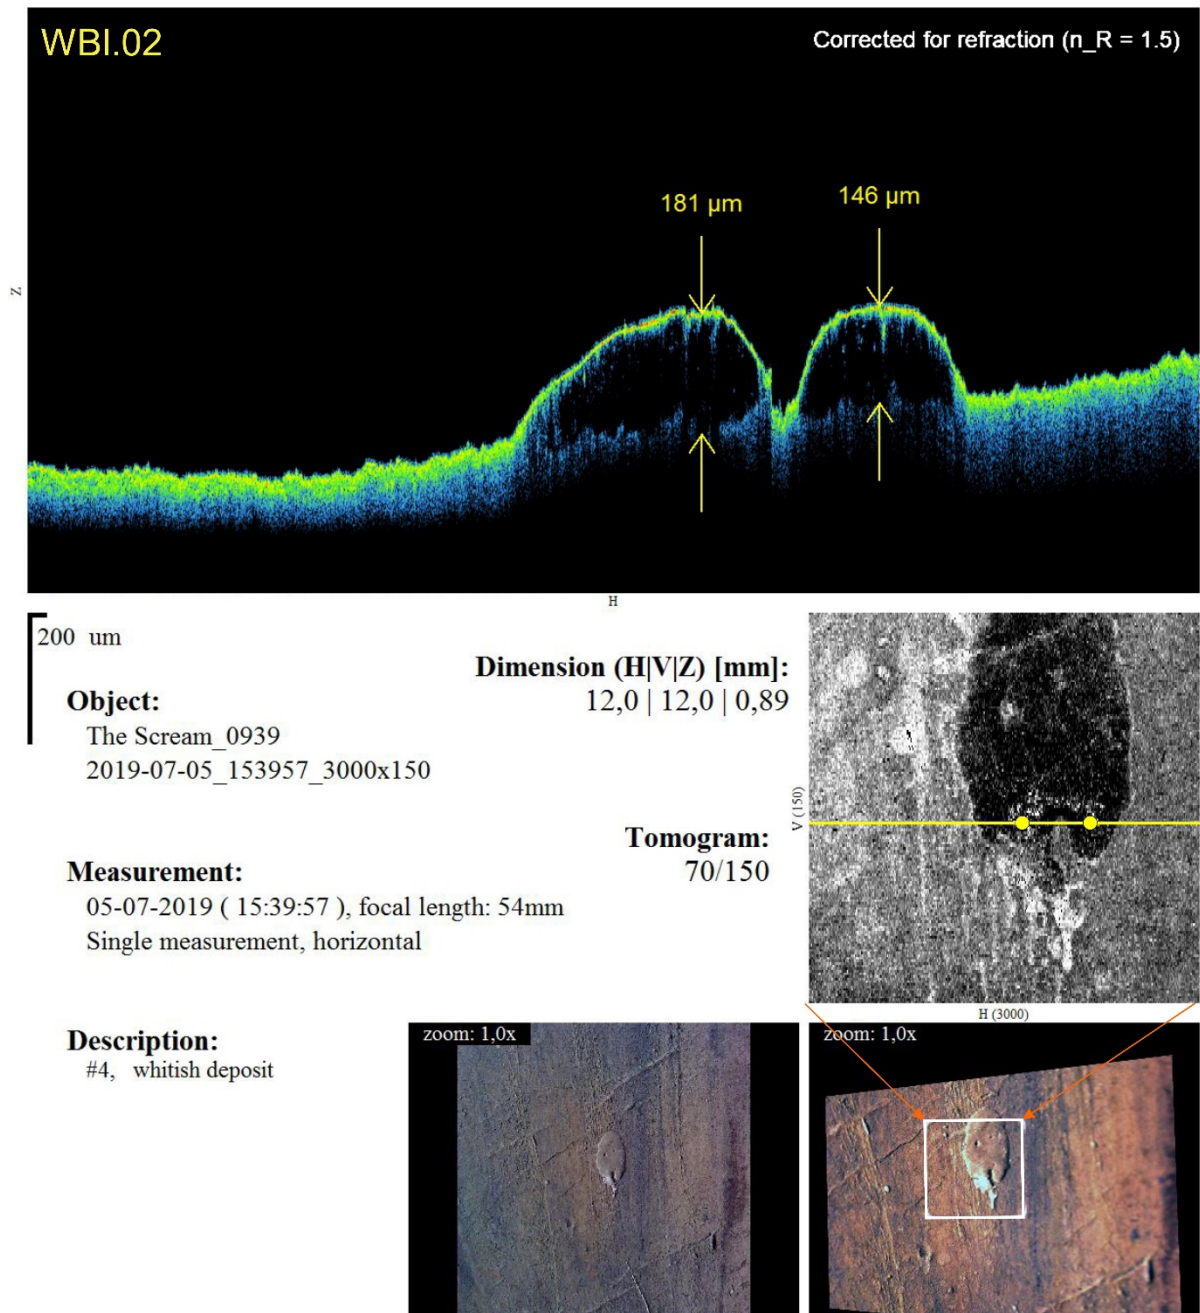 WBI.02
Corrected for refraction (n_R = 1.5)
181 µm
146 µm
Z
H
200 um
Dimension (H|V|Z) [mm]:
12,0 | 12,0 | 0,89
Object:
The Scream_0939
2019-07-05_153957_3000x150
Tomogram:
70/150
V (150)
Measurement:
05-07-2019 ( 15:39:57 ), focal length: 54mm
Single measurement, horizontal
H (3000)
Description:
#4, whitish deposit
zoom: 1,0x
zoom: 1,0x